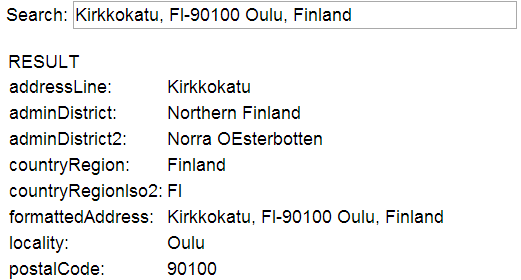 Search: Kirkkokatu, FI-90100 Oulu, Finland
RESULT
addressLine: Kirkkokatu
adminDistrict: Northern Finland
adminDistrict2: Norra OEsterbotten
countryRegion: Finland
countryRegionIso2: FI
formattedAddress: Kirkkokatu, FI-90100 Oulu, Finland
locality: Oulu
postalCode: 90100